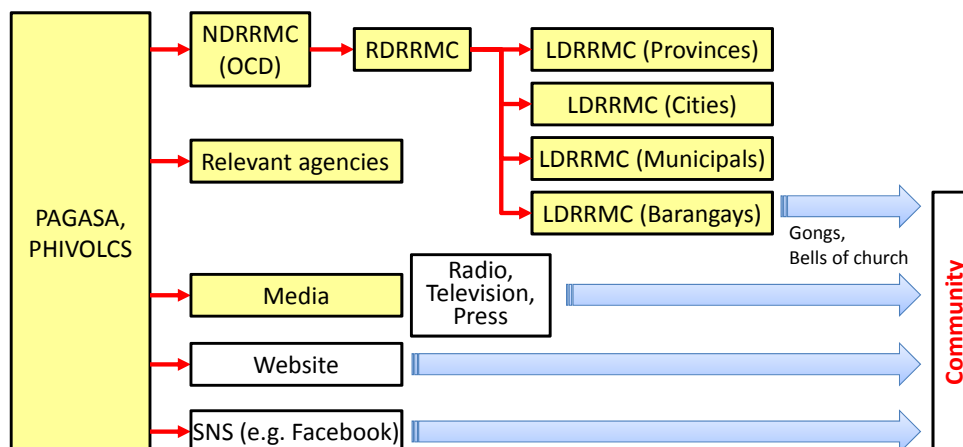 PAGASA,
PHIVOLCS
NDRRMC
(OCD)
RDRRMC
LDRRMC (Provinces)
LDRRMC (Cities)
LDRRMC (Municipals)
LDRRMC (Barangays)
Gongs,
Bells of church
Relevant agencies
Media
Radio,
Television,
Press
Website
SNS (e.g. Facebook)
Community